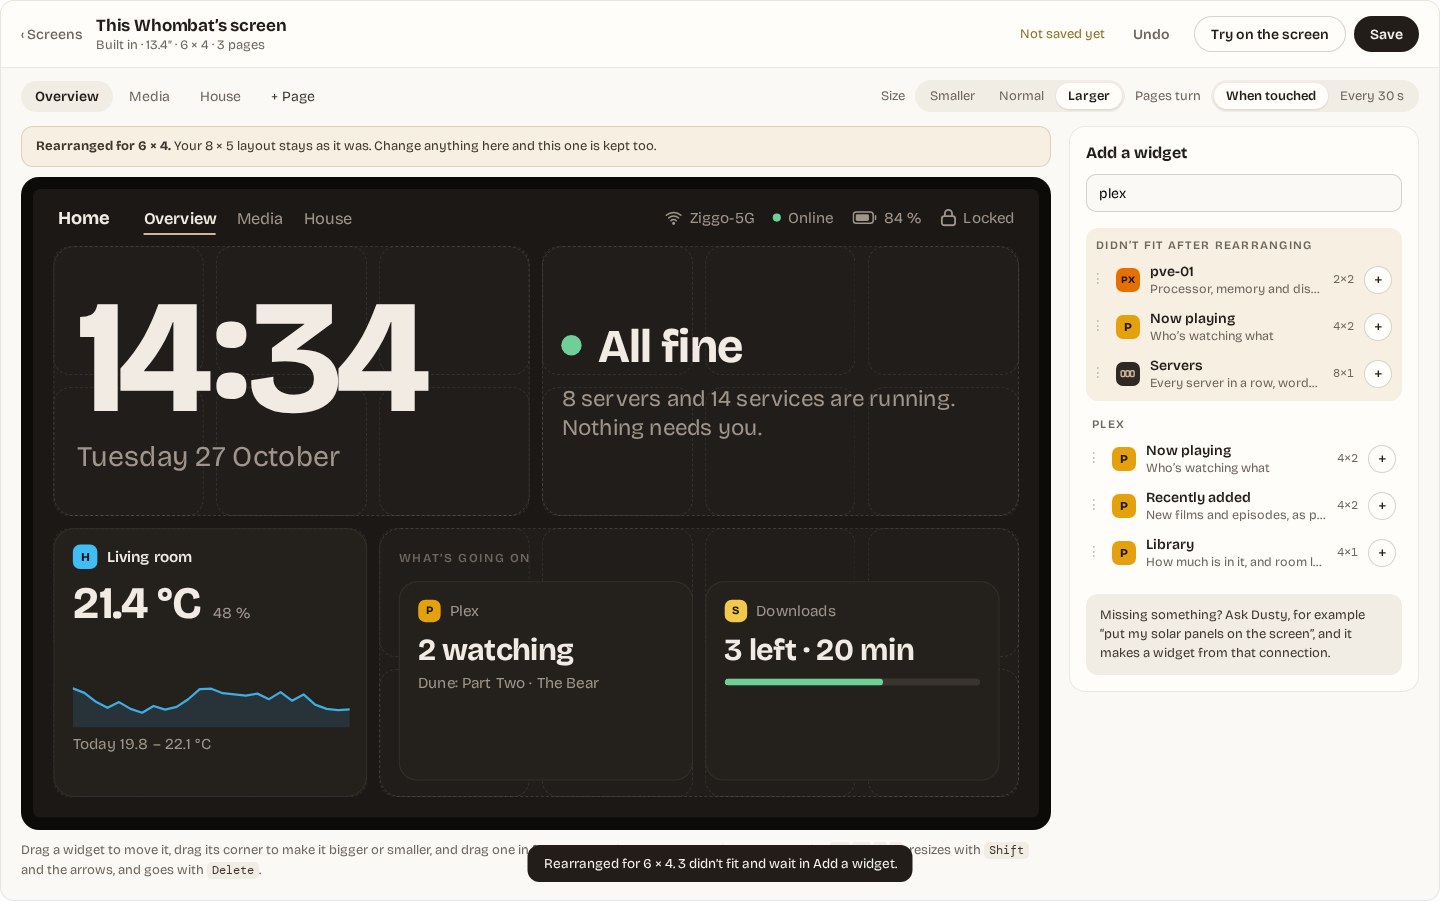 ‹ Screens
This Whombat's screen
Built in · 13.4″ · 6 × 4 · 3 pages
Not saved yet
Undo
Try on the screen
Save
Overview
Media
House
+ Page
Size
Smaller
Normal
Larger
Pages turn
When touched
Every 30 s
Rearranged for 6 × 4. Your 8 × 5 layout stays as it was. Change anything here and this one is kept too.
Home
Overview
Media
House
Ziggo-5G
Online
84 %
Locked
14:34
Tuesday 27 October
All fine
8 servers and 14 services are running.
Nothing needs you.
H
Living room
21.4 °C
48 %
Today 19.8 – 22.1 °C
WHAT'S GOING ON
P
Plex
2 watching
Dune: Part Two · The Bear
S
Downloads
3 left · 20 min
Drag a widget to move it, drag its corner to make it bigger or smaller, and drag one in
resizes with Shift
and the arrows, and goes with Delete.
Rearranged for 6 × 4. 3 didn't fit and wait in Add a widget.
Add a widget
plex
DIDN'T FIT AFTER REARRANGING
PX
pve-01
Processor, memory and dis…
2×2
+
P
Now playing
Who's watching what
4×2
+
Servers
Every server in a row, word…
8×1
+
PLEX
P
Now playing
Who's watching what
4×2
+
P
Recently added
New films and episodes, as p…
4×2
+
P
Library
How much is in it, and room l…
4×1
+
Missing something? Ask Dusty, for example
“put my solar panels on the screen”, and it
makes a widget from that connection.